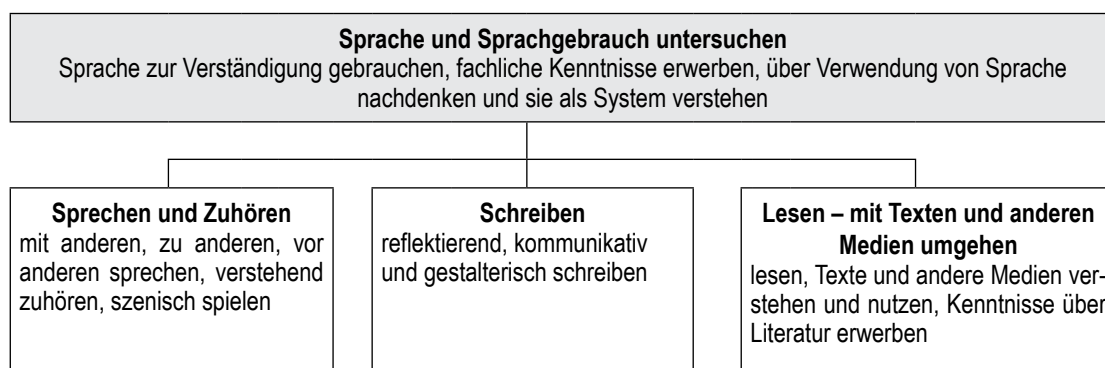 Sprache und Sprachgebrauch untersuchen
Sprache zur Verständigung gebrauchen, fachliche Kenntnisse erwerben, über Verwendung von Sprache
nachdenken und sie als System verstehen
Sprechen und Zuhören
mit anderen, zu anderen, vor
anderen sprechen, verstehend
zuhören, szenisch spielen
Schreiben
reflektierend, kommunikativ
und gestalterisch schreiben
Lesen – mit Texten und anderen
Medien umgehen
lesen, Texte und andere Medien ver-
stehen und nutzen, Kenntnisse über
Literatur erwerben